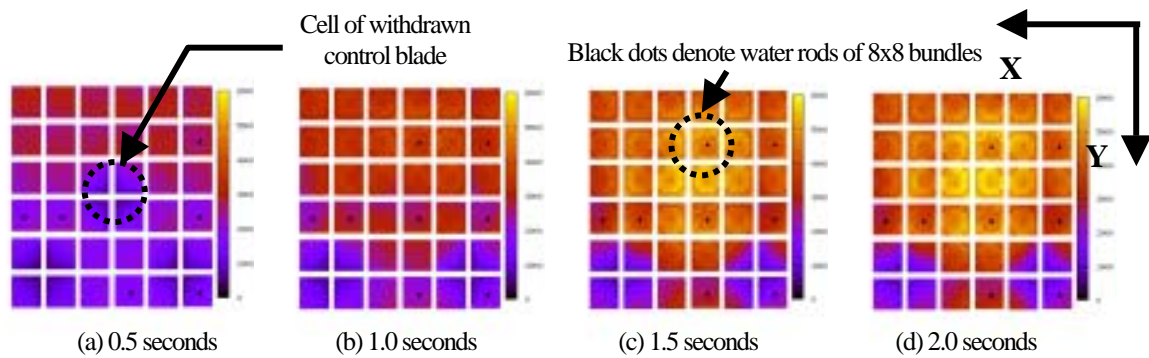 Cell of withdrawn
control blade
Black dots denote water rods of 8x8 bundles
X
Y
(a) 0.5 seconds
(b) 1.0 seconds
(c) 1.5 seconds
(d) 2.0 seconds